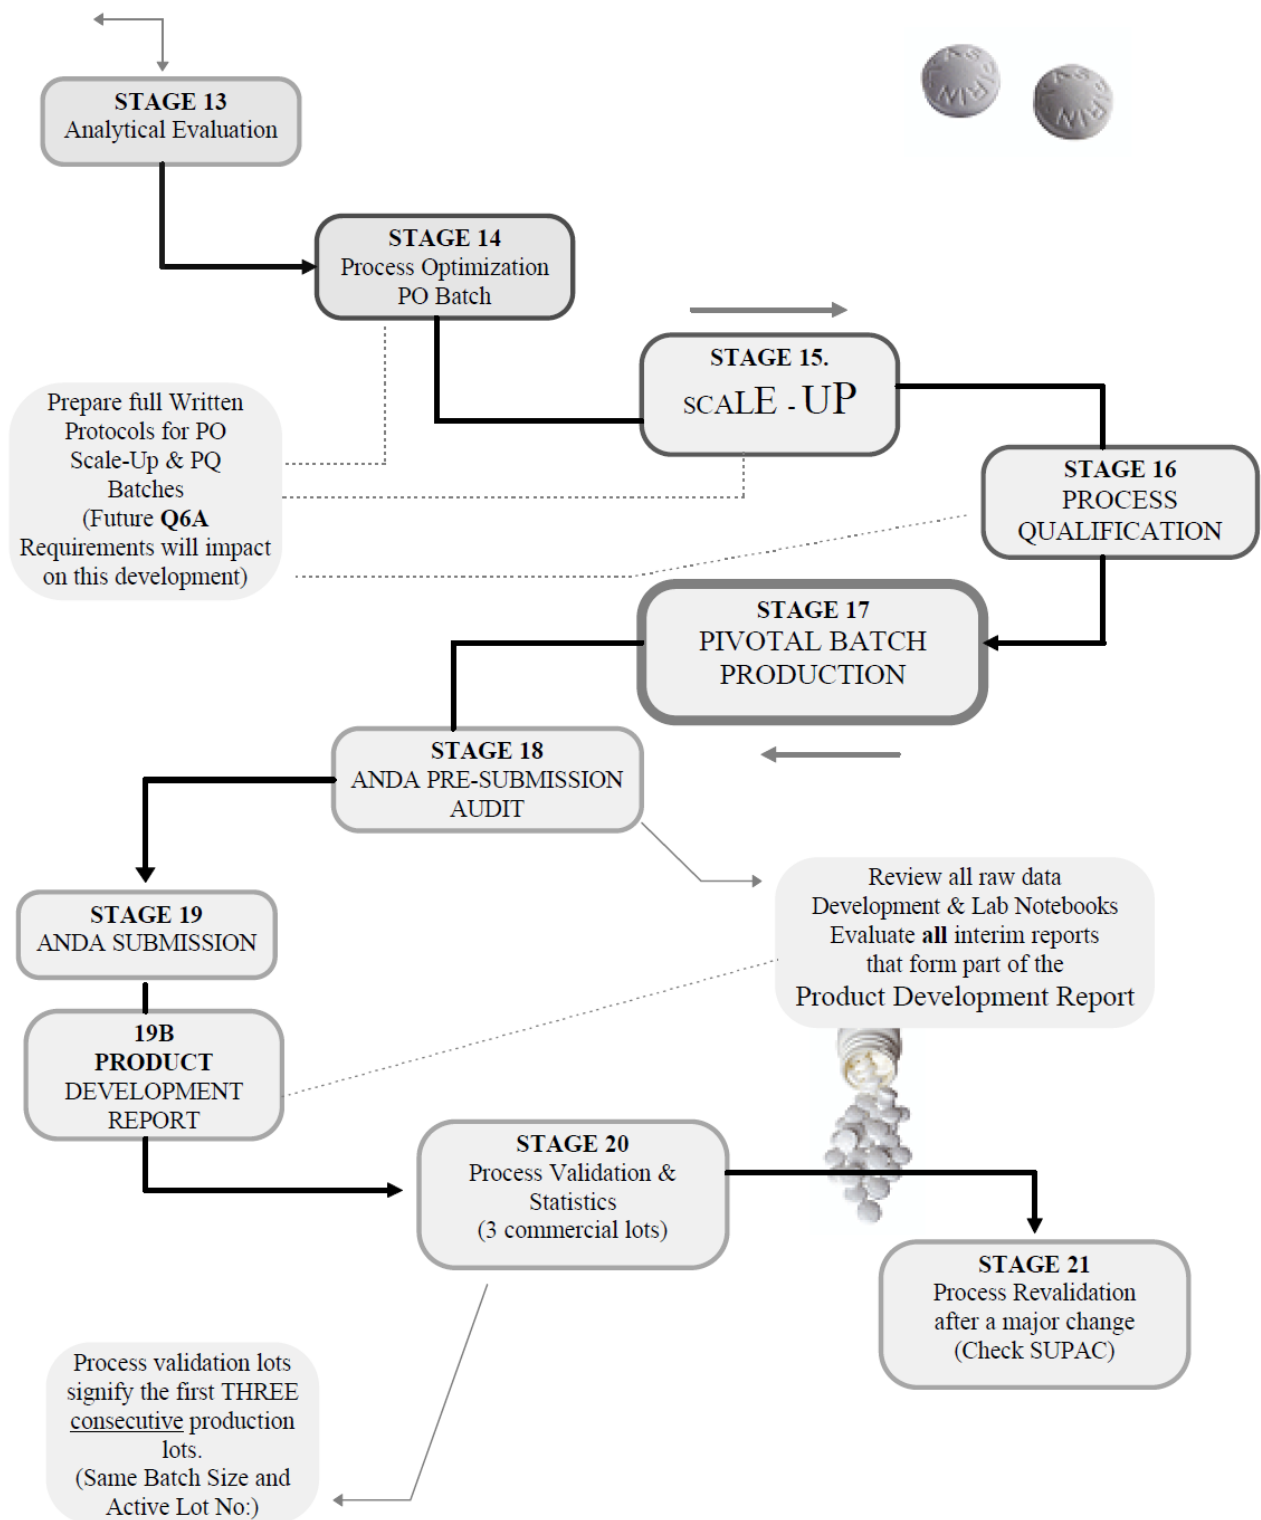 STAGE 13
Analytical Evaluation
STAGE 14
Process Optimization
PO Batch
STAGE 15.
SCALE - UP
Prepare full Written
Protocols for PO
Scale-Up & PQ
Batches
(Future Q6A
Requirements will impact
on this development)
STAGE 16
PROCESS
QUALIFICATION
STAGE 17
PIVOTAL BATCH
PRODUCTION
STAGE 18
ANDA PRE-SUBMISSION
AUDIT
Review all raw data
Development & Lab Notebooks
Evaluate all interim reports
that form part of the
Product Development Report
STAGE 19
ANDA SUBMISSION
19B
PRODUCT
DEVELOPMENT
REPORT
STAGE 20
Process Validation &
Statistics
(3 commercial lots)
STAGE 21
Process Revalidation
after a major change
(Check SUPAC)
Process validation lots
signify the first THREE
consecutive production
lots.
(Same Batch Size and
Active Lot No:)